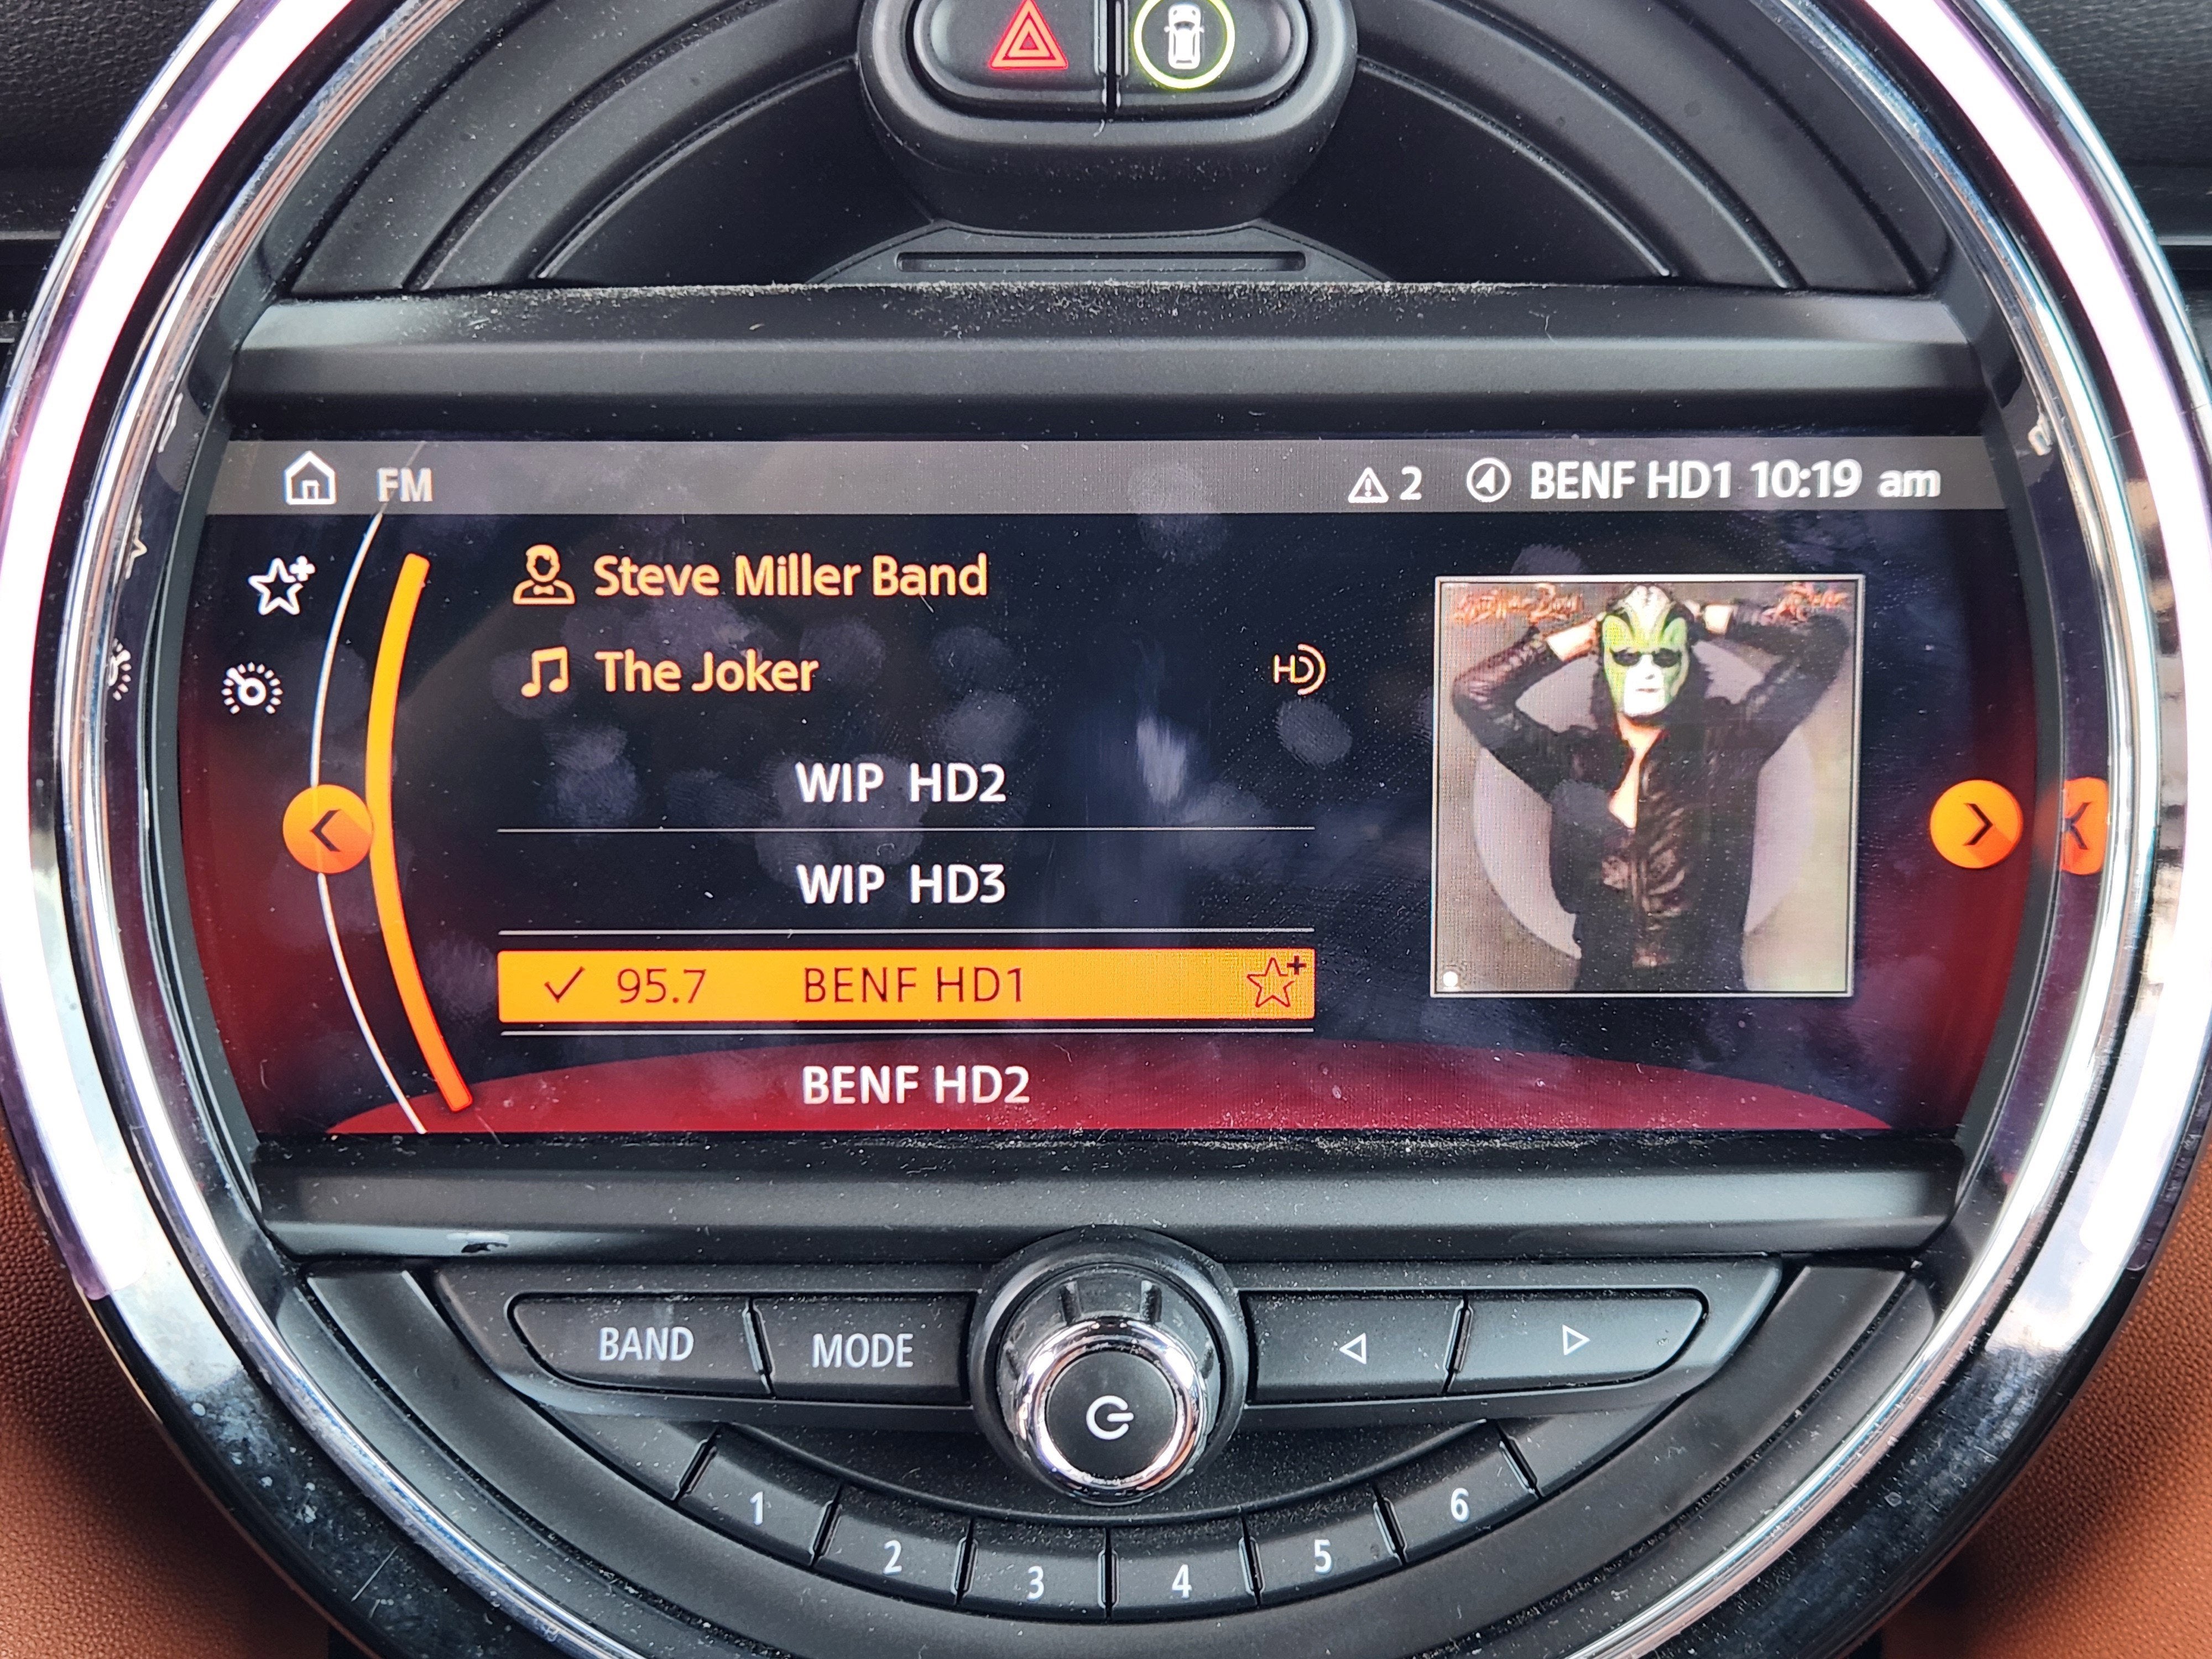 FM
2 BENF HD1 10:19 am
Steve Miller Band
The Joker
HD
WIP HD2
WIP HD3
95.7 BENF HD1
BENF HD2
BAND
MODE
1
2
3
4
5
6